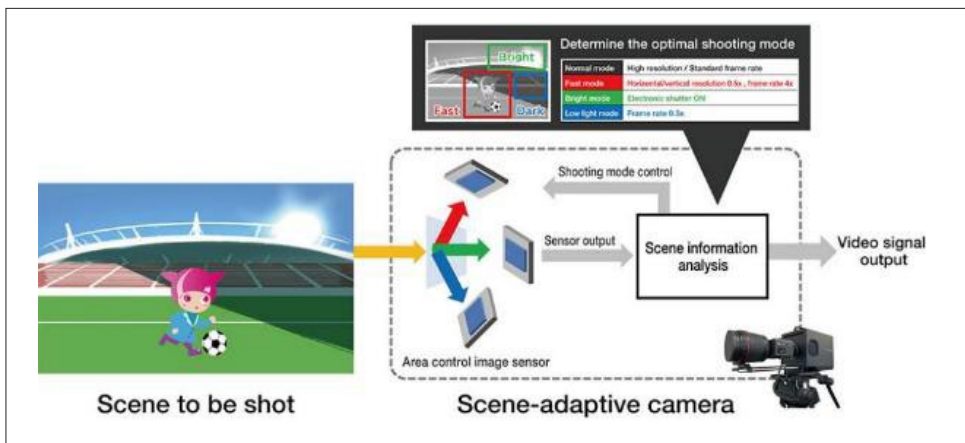 Determine the optimal shooting mode
Bright
Fast
Dark
Normal mode High resolution / Standard frame rate
Fast mode Horizontal/vertical resolution 0.5x , frame rate 4x
Bright mode Electronic shutter ON
Low light mode Frame rate 0.5x
Shooting mode control
Sensor output
Scene information
analysis
Video signal
output
Area control image sensor
Scene to be shot
Scene-adaptive camera